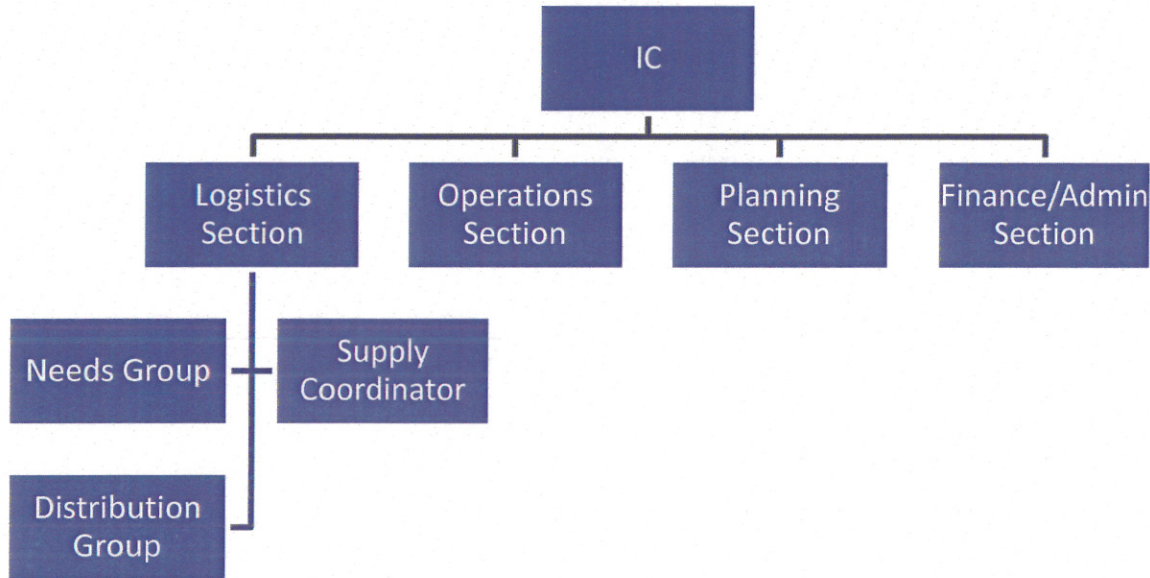 IC
Logistics
Section
Operations
Section
Planning
Section
Finance/Admin
Section
Needs Group
Supply
Coordinator
Distribution
Group